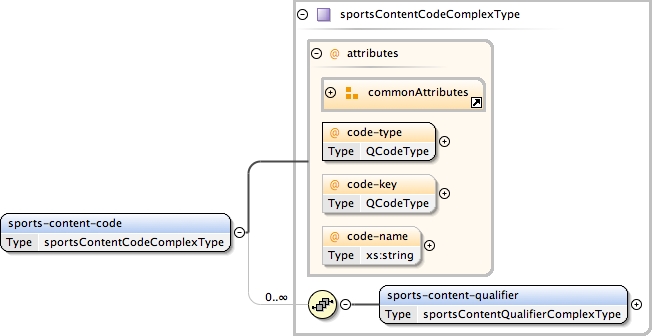 sportsContentCodeComplexType
@ attributes
commonAttributes
@ code-type
Type QCodeType
@ code-key
Type QCodeType
@ code-name
Type xs:string
sports-content-code
Type sportsContentCodeComplexType
0..∞
sports-content-qualifier
Type sportsContentQualifierComplexType